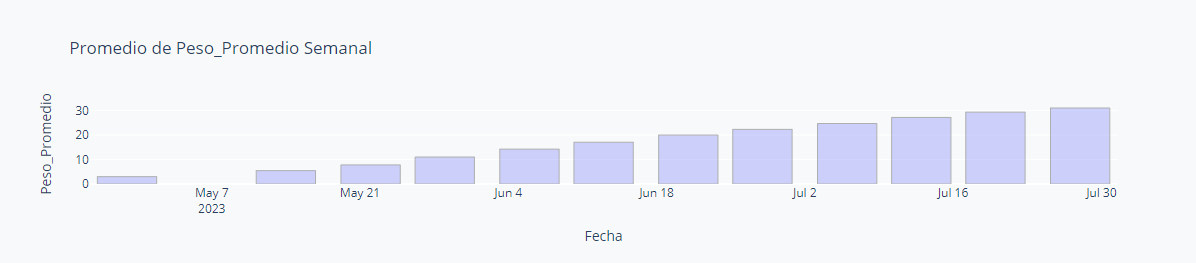 Promedio de Peso_Promedio Semanal
Peso_Promedio
30
20
10
0
May 7
2023
May 21
Jun 4
Jun 18
Jul 2
Jul 16
Jul 30
Fecha